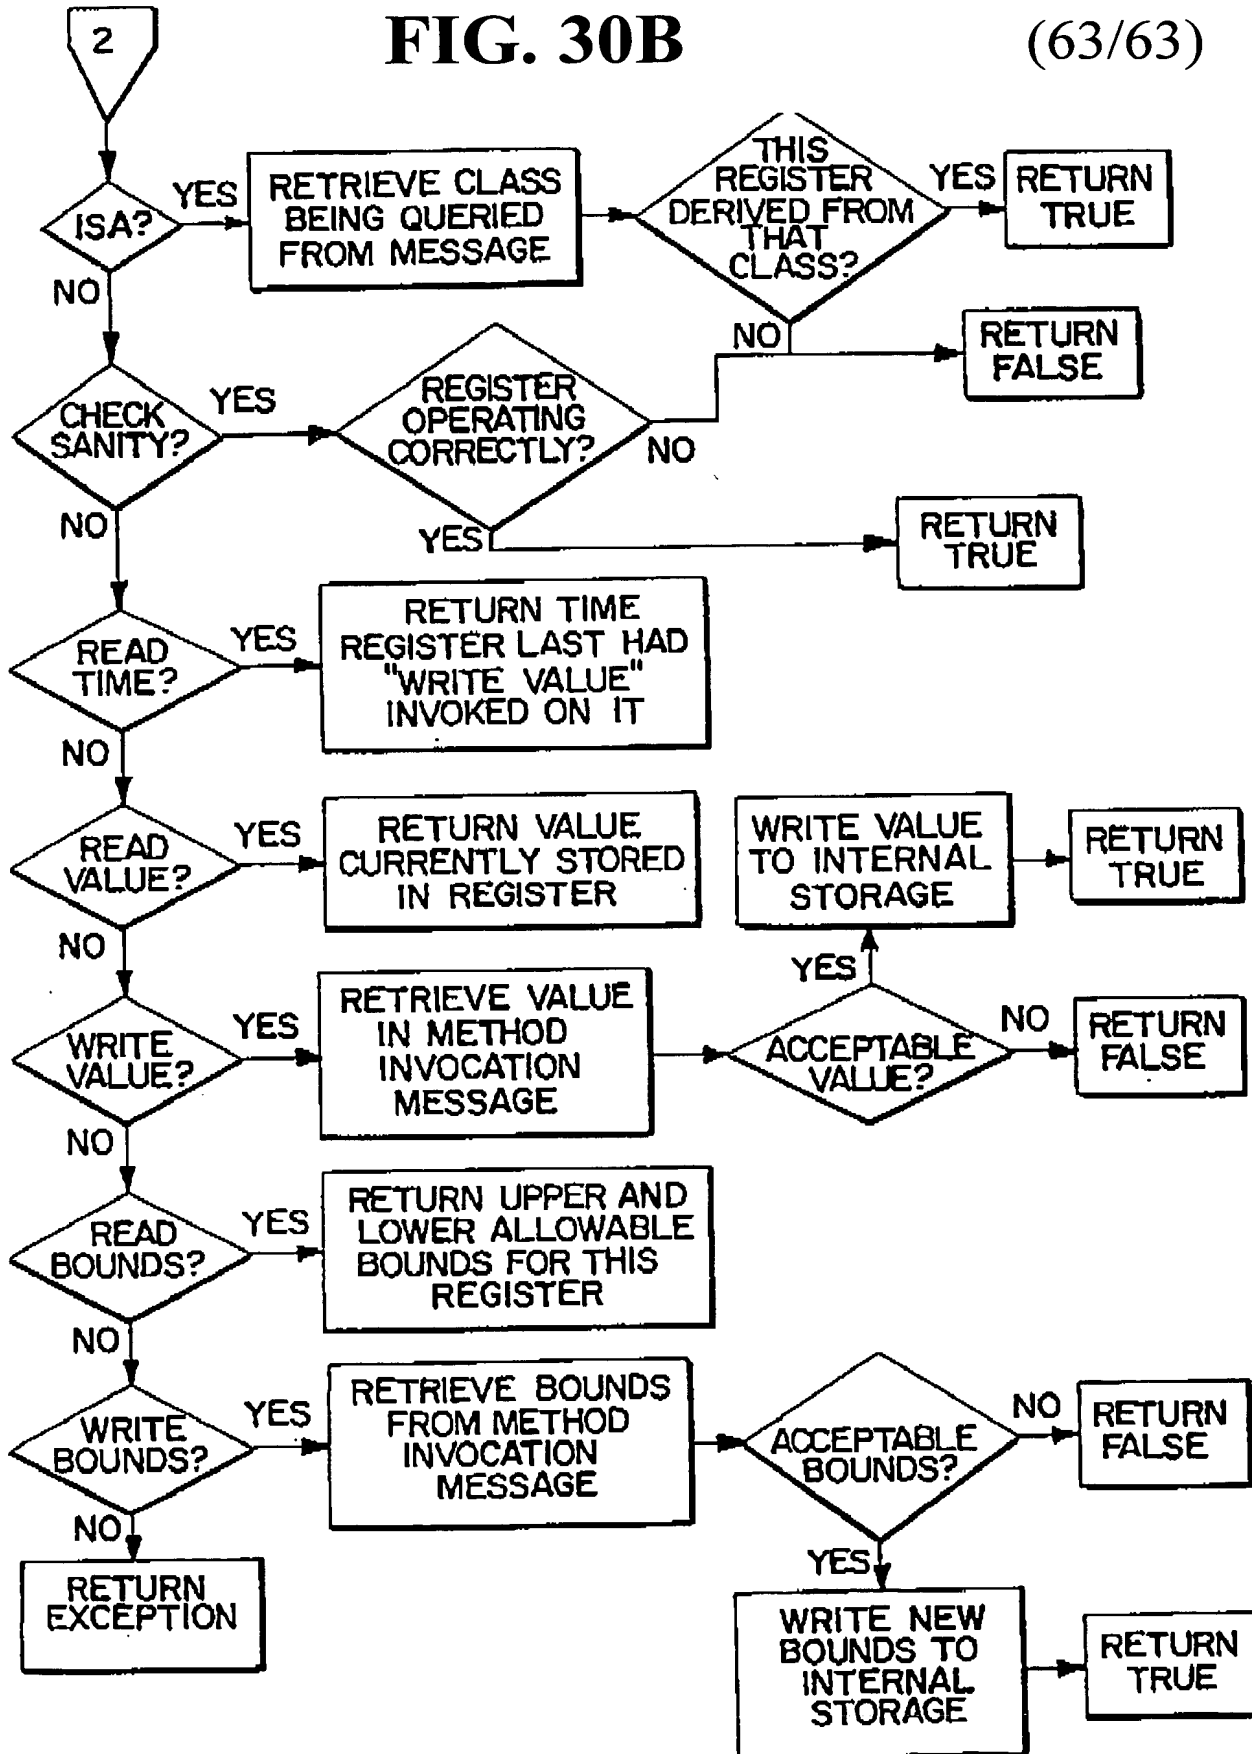 FIG. 30B
(63/63)
2
ISA?
YES
RETRIEVE CLASS
BEING QUERIED
FROM MESSAGE
THIS
REGISTER
DERIVED FROM
THAT
CLASS?
YES
RETURN
TRUE
NO
NO
RETURN
FALSE
CHECK
SANITY?
YES
REGISTER
OPERATING
CORRECTLY?
NO
NO
YES
RETURN
TRUE
READ
TIME?
YES
RETURN TIME
REGISTER LAST HAD
"WRITE VALUE"
INVOKED ON IT
NO
READ
VALUE?
YES
RETURN VALUE
CURRENTLY STORED
IN REGISTER
WRITE VALUE
TO INTERNAL
STORAGE
RETURN
TRUE
NO
YES
WRITE
VALUE?
YES
RETRIEVE VALUE
IN METHOD
INVOCATION
MESSAGE
ACCEPTABLE
VALUE?
NO
RETURN
FALSE
NO
READ
BOUNDS?
YES
RETURN UPPER AND
LOWER ALLOWABLE
BOUNDS FOR THIS
REGISTER
NO
WRITE
BOUNDS?
YES
RETRIEVE BOUNDS
FROM METHOD
INVOCATION
MESSAGE
ACCEPTABLE
BOUNDS?
NO
RETURN
FALSE
NO
RETURN
EXCEPTION
YES
WRITE NEW
BOUNDS TO
INTERNAL
STORAGE
RETURN
TRUE